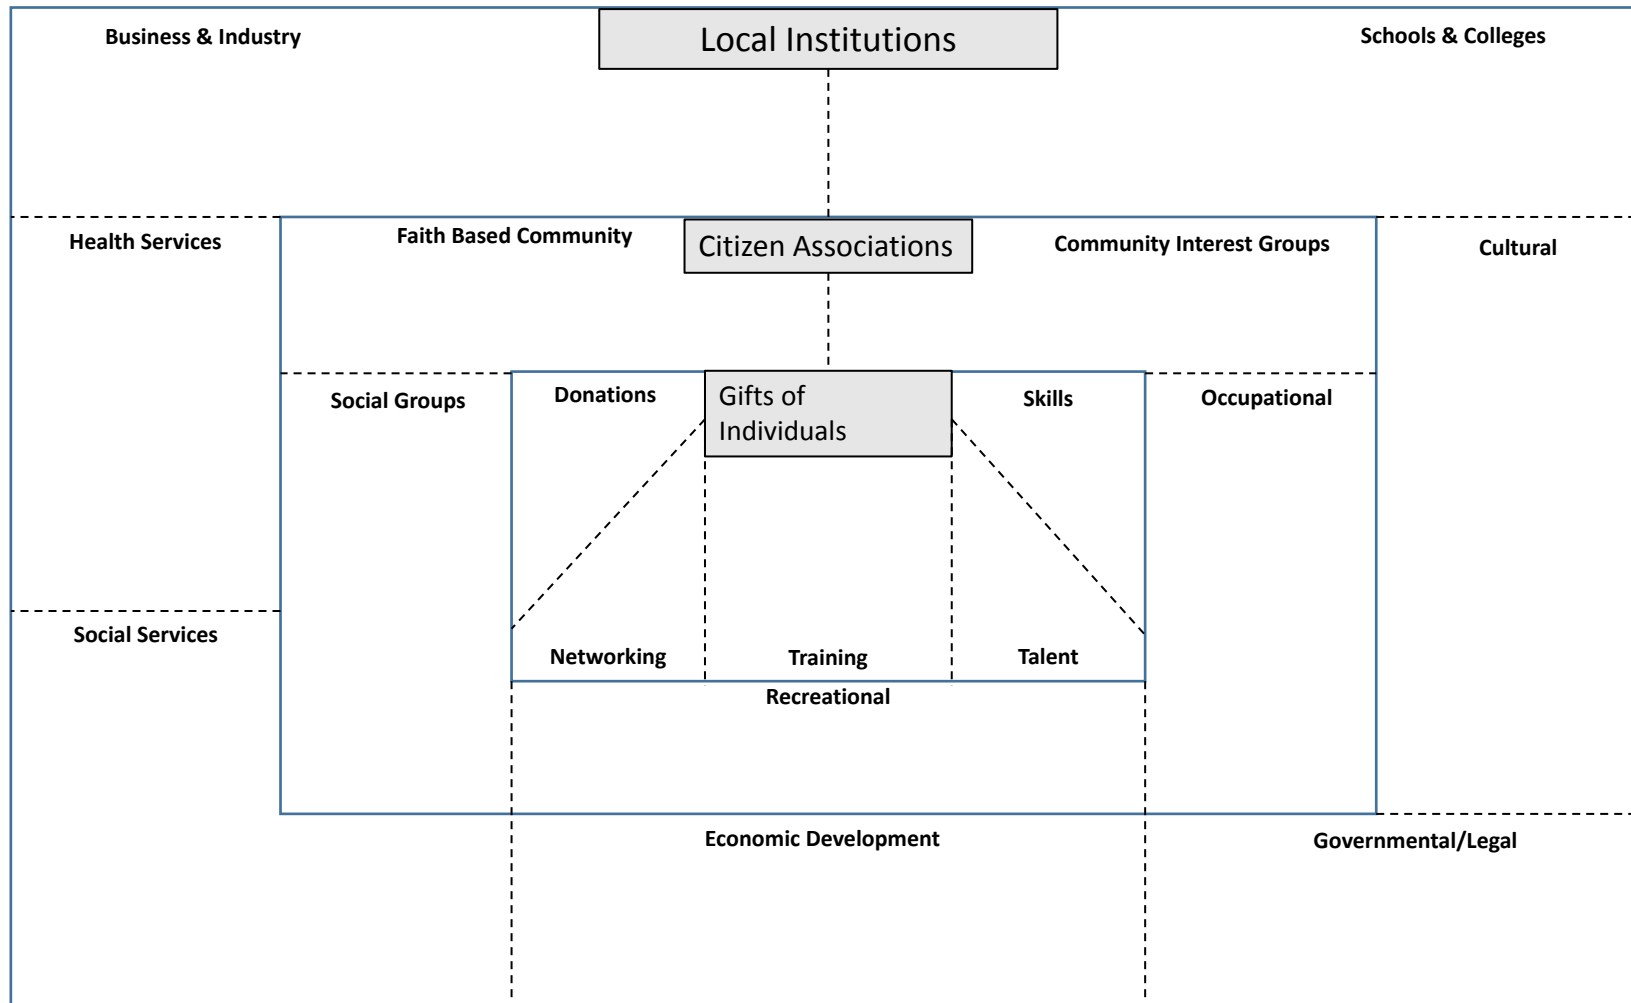 Business & Industry
Local Institutions
Schools & Colleges
Health Services
Faith Based Community
Citizen Associations
Community Interest Groups
Cultural
Social Groups
Donations
Gifts of
Individuals
Skills
Occupational
Social Services
Networking
Training
Talent
Recreational
Economic Development
Governmental/Legal